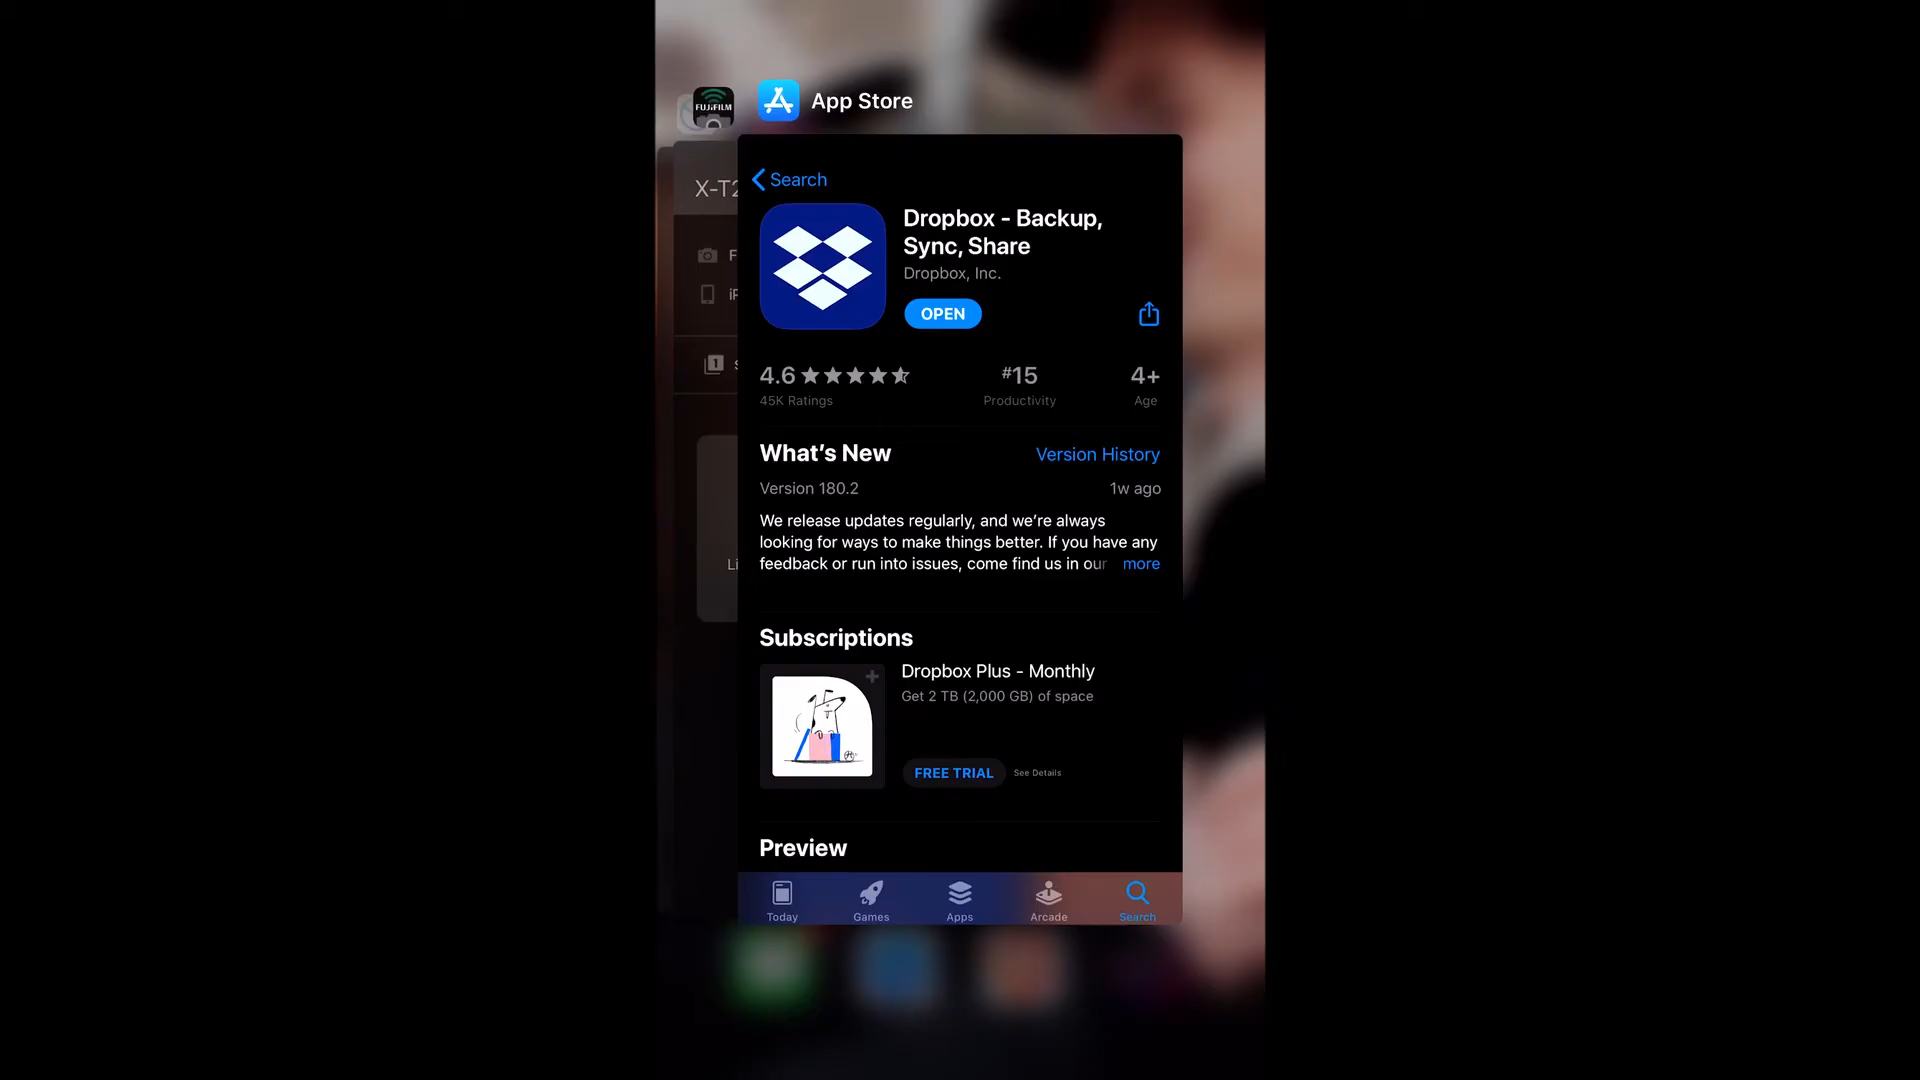 FUJIFILM
App Store
X-T2
Search
Dropbox - Backup,
Sync, Share
Dropbox, Inc.
OPEN
4.6
45K Ratings
#15
Productivity
4+
Age
What's New
Version History
Version 180.2
1w ago
We release updates regularly, and we're always
looking for ways to make things better. If you have any
feedback or run into issues, come find us in our
more
Subscriptions
Dropbox Plus - Monthly
Get 2 TB (2,000 GB) of space
FREE TRIAL
See Details
Preview
Today
Games
Apps
Arcade
Search